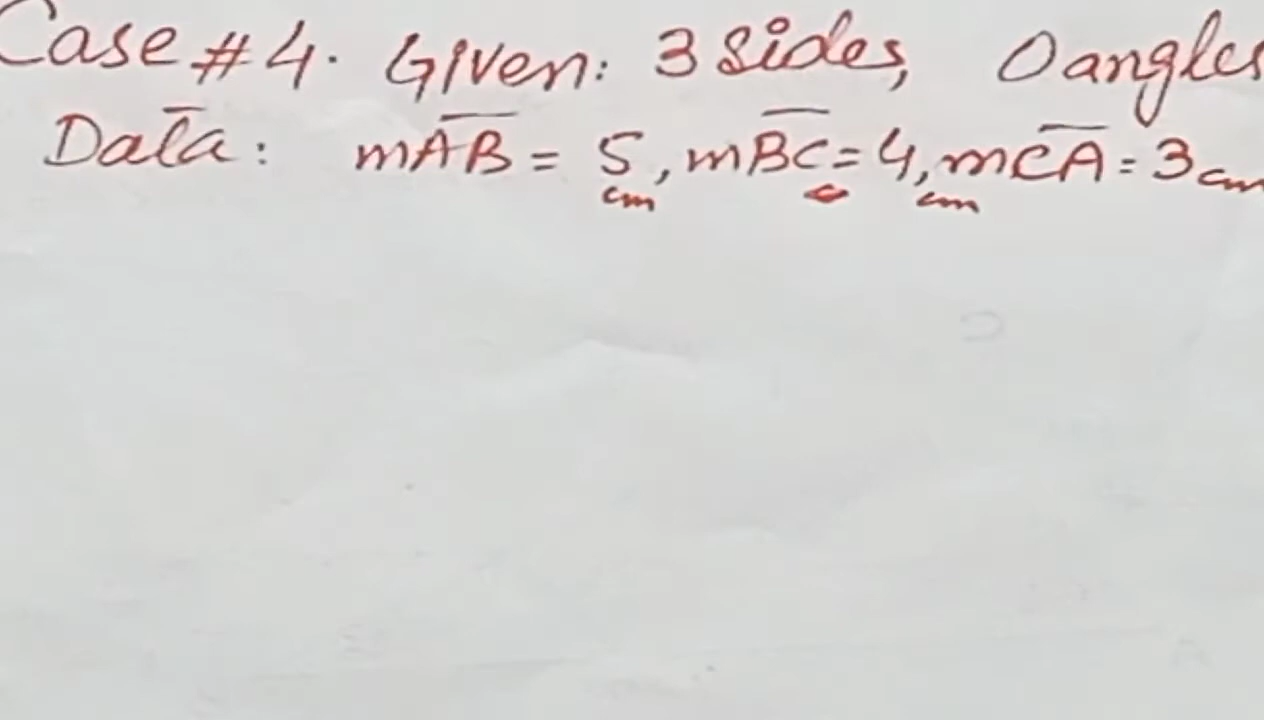 Case #4. Given: 3 Sides, 0 angles
Data: mAB = 5cm, mBC = 4cm, mCA = 3cm